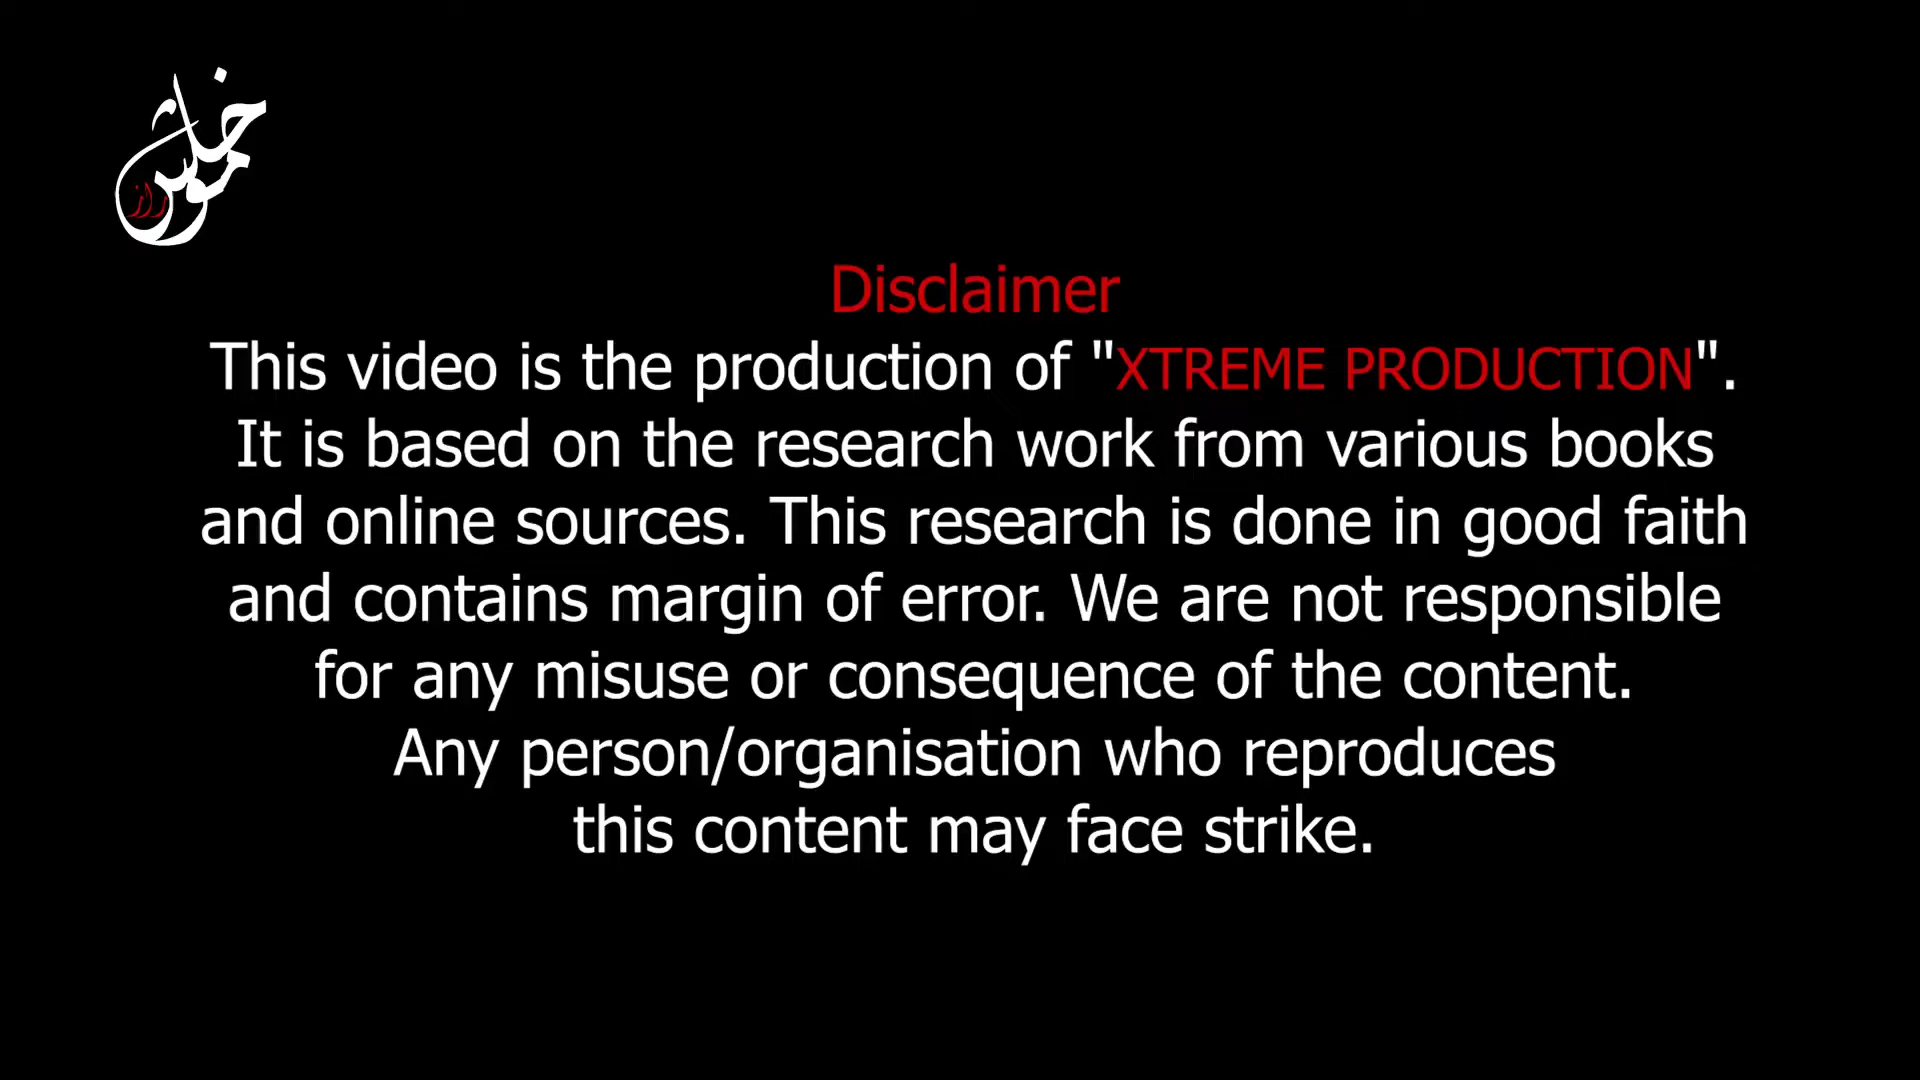 خاموش
راز
Disclaimer
This video is the production of "XTREME PRODUCTION".
It is based on the research work from various books
and online sources. This research is done in good faith
and contains margin of error. We are not responsible
for any misuse or consequence of the content.
Any person/organisation who reproduces
this content may face strike.